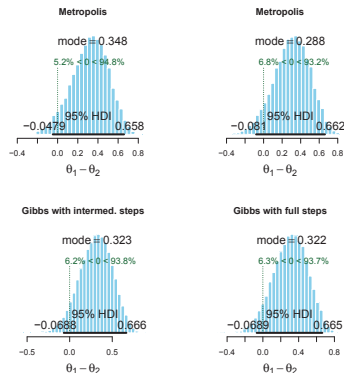 Metropolis
mode = 0.348
5.2% < 0 < 94.8%
95% HDI
−0.0479 0.658
−0.4 0.0 0.2 0.4 0.6 0.8
θ1 − θ2
Metropolis
mode = 0.288
6.8% < 0 < 93.2%
95% HDI
−0.081 0.662
−0.4 0.0 0.2 0.4 0.6 0.8
θ1 − θ2
Gibbs with intermed. steps
mode = 0.323
6.2% < 0 < 93.8%
95% HDI
−0.0688 0.666
−0.5 0.0 0.5
θ1 − θ2
Gibbs with full steps
mode = 0.322
6.3% < 0 < 93.7%
95% HDI
−0.0689 0.665
−0.4 0.0 0.2 0.4 0.6 0.8
θ1 − θ2